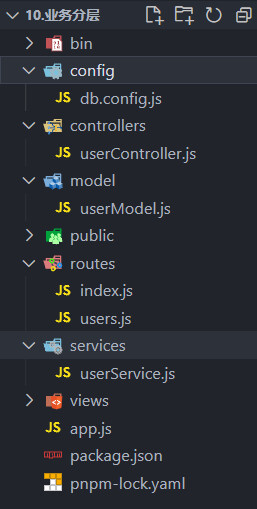 10.业务分层
bin
config
JS db.config.js
controllers
JS userController.js
model
JS userModel.js
public
routes
JS index.js
JS users.js
services
JS userService.js
views
JS app.js
package.json
pnpm-lock.yaml